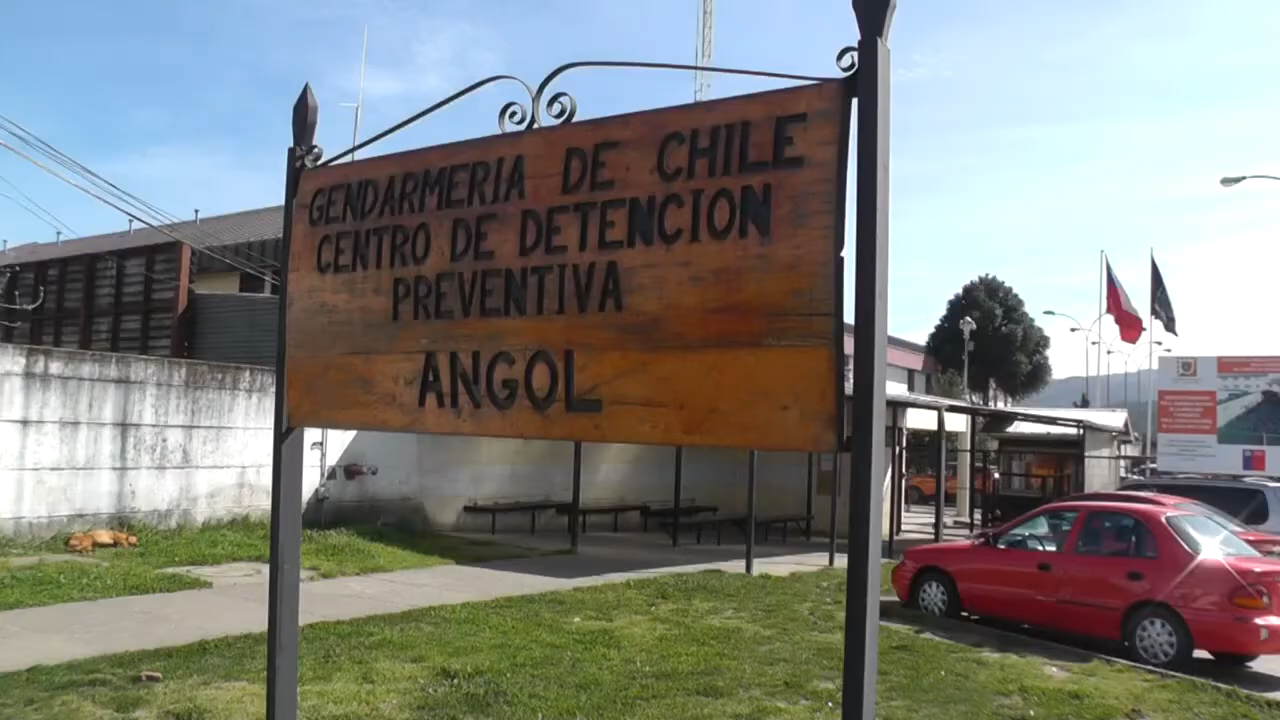 GENDARMERIA DE CHILE
CENTRO DE DETENCION
PREVENTIVA
ANGOL